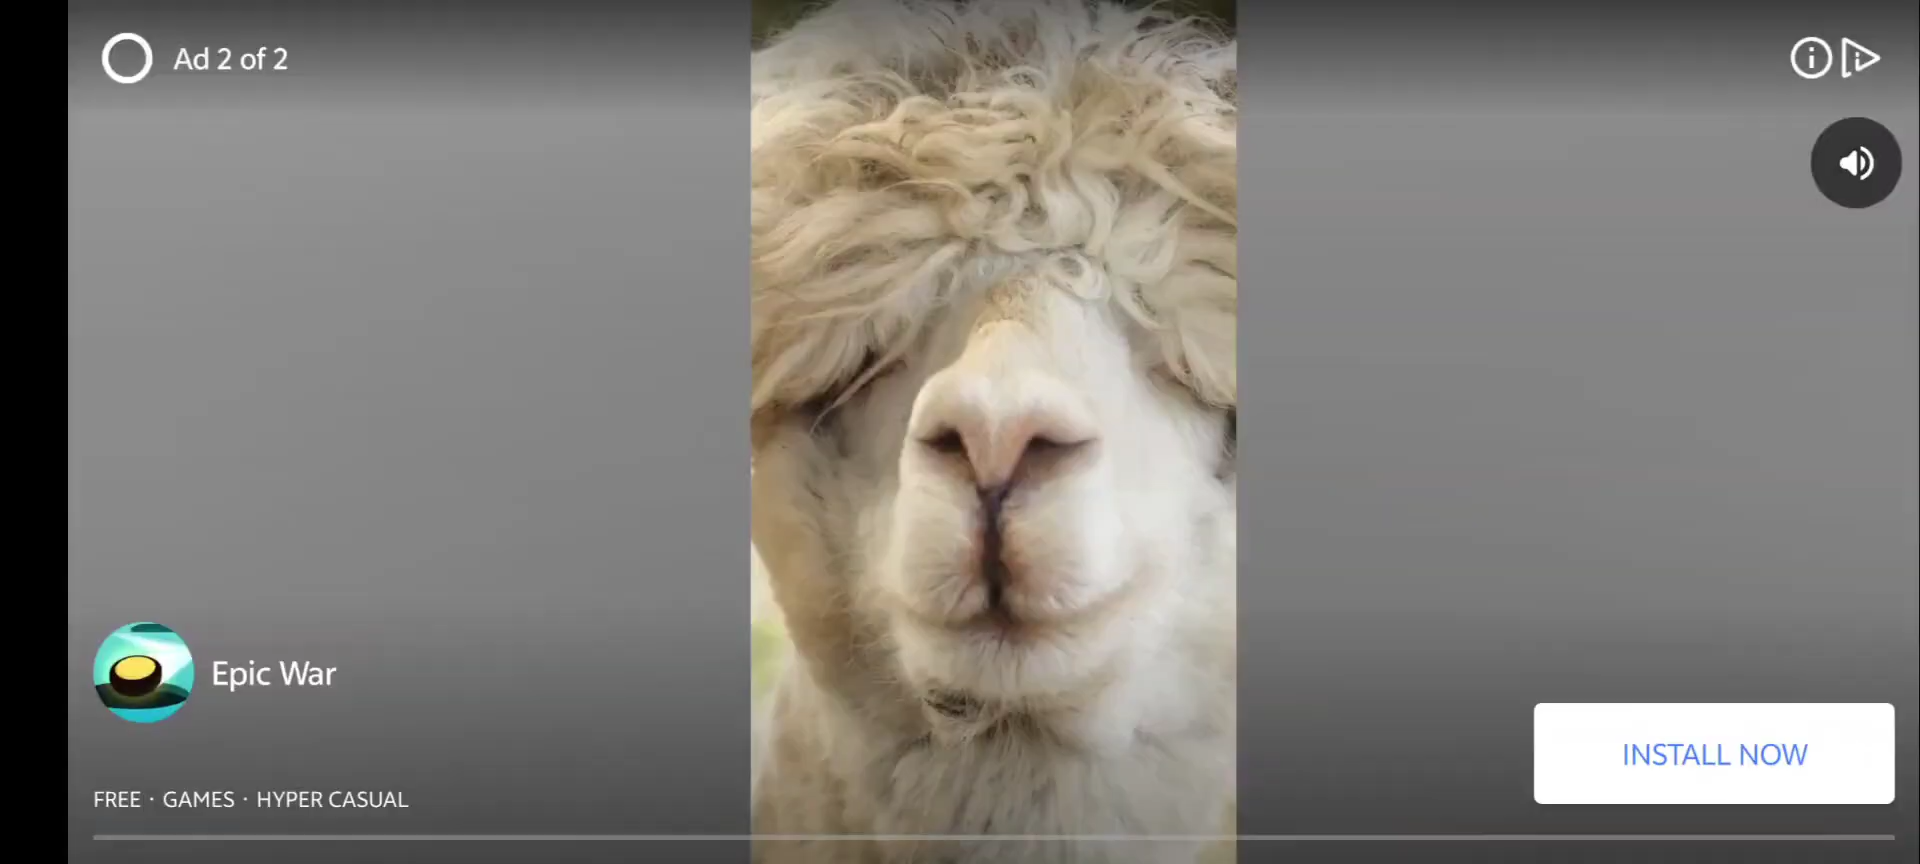 Ad 2 of 2
Epic War
INSTALL NOW
FREE · GAMES · HYPER CASUAL